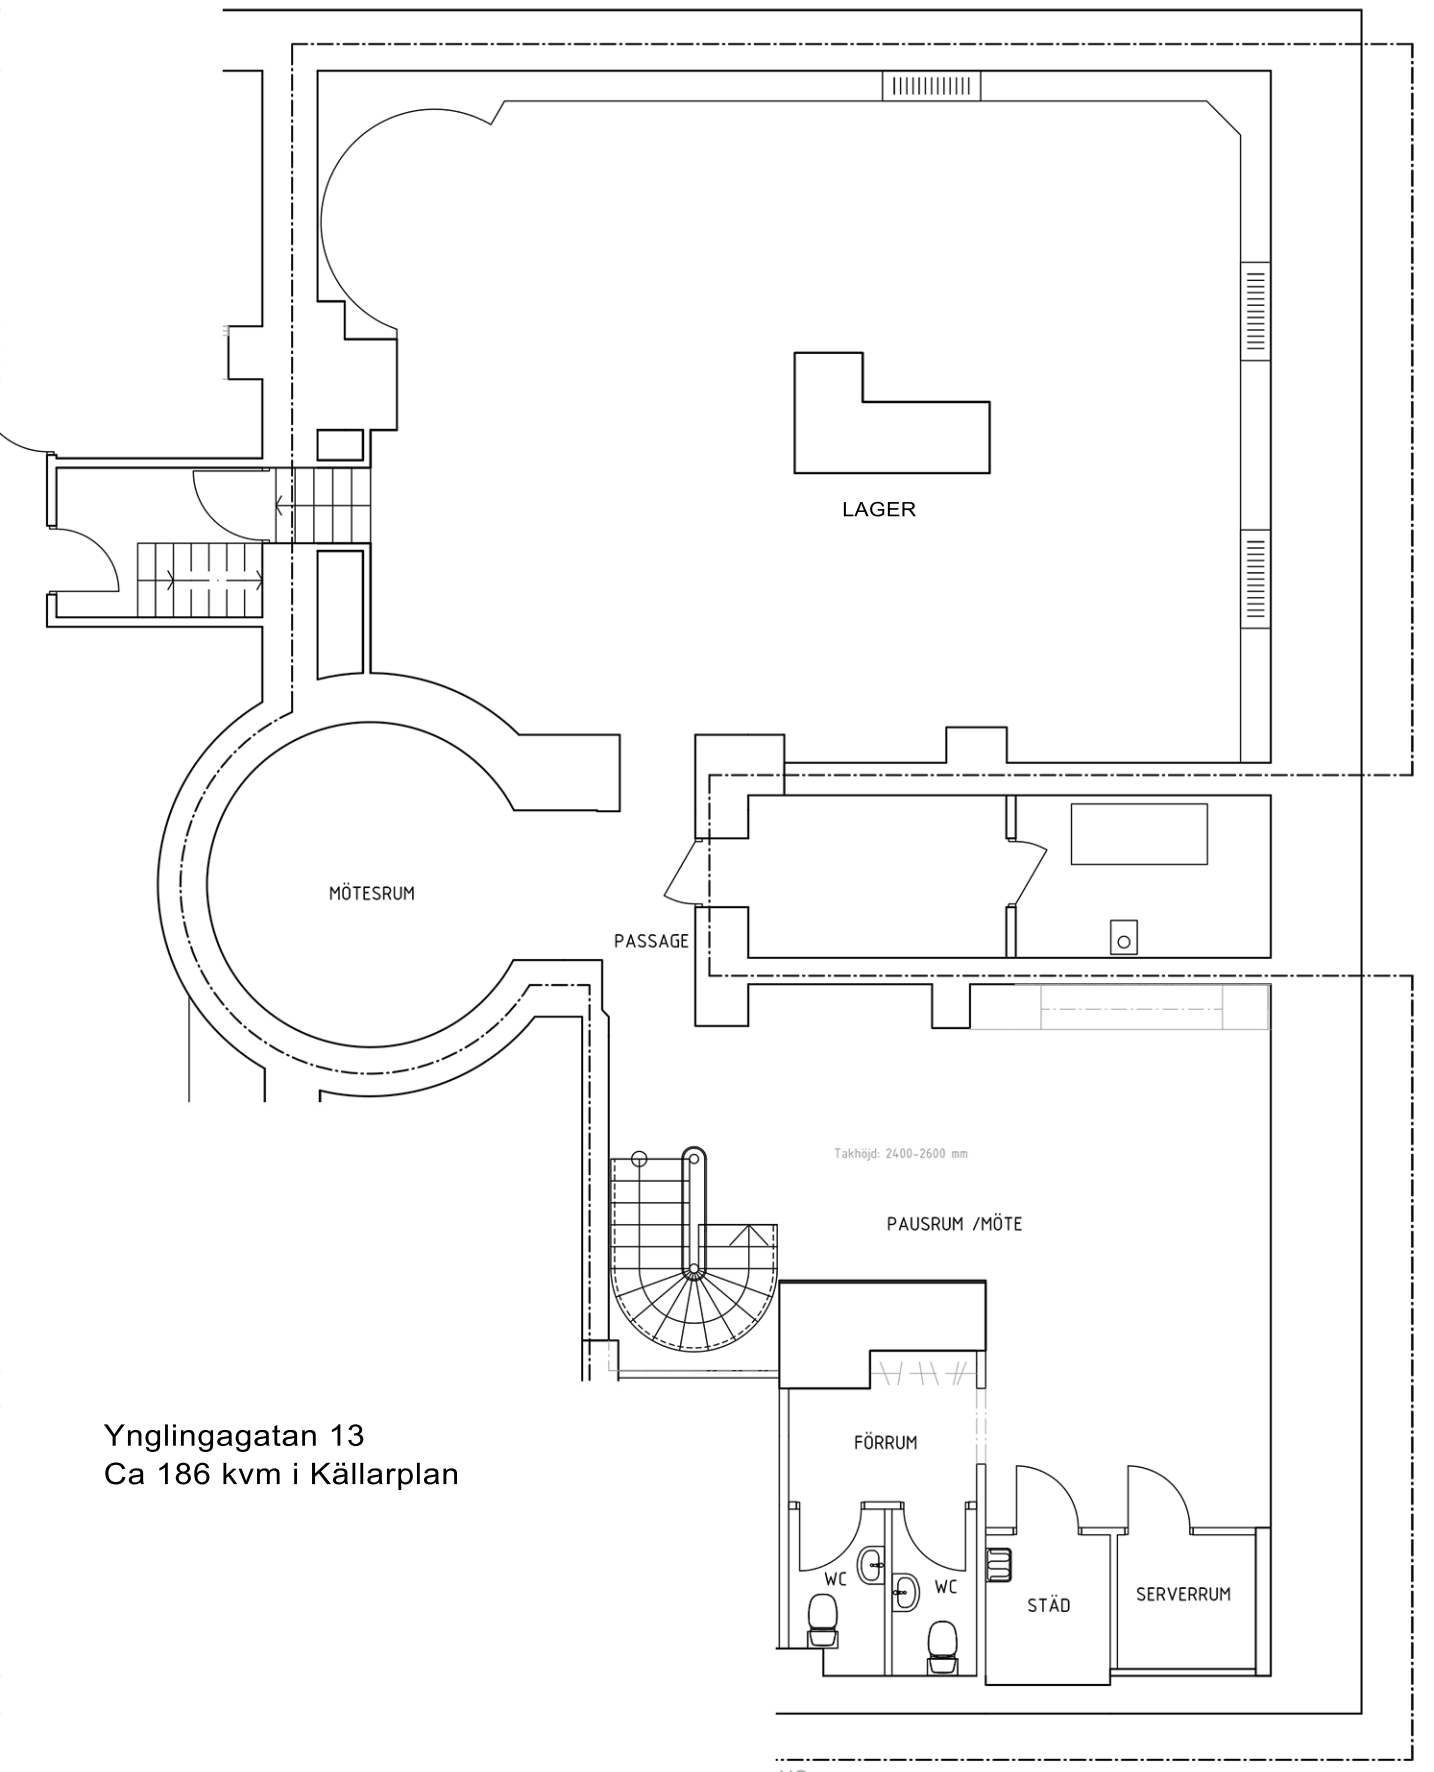 LAGER
MÖTESRUM
PASSAGE
Takhöjd: 2400-2600 mm
PAUSRUM /MÖTE
Ynglingagatan 13
Ca 186 kvm i Källarplan
FÖRRUM
WC
WC
STÄD
SERVERRUM